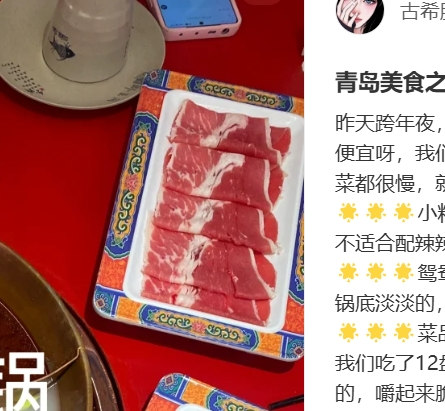 锅
古希
青岛美食之
昨天跨年夜，
便宜呀，我们
菜都很慢，就
小料
不适合配辣辣
鸳鸯
锅底淡淡的，
菜品
我们吃了12盘
的，嚼起来脆